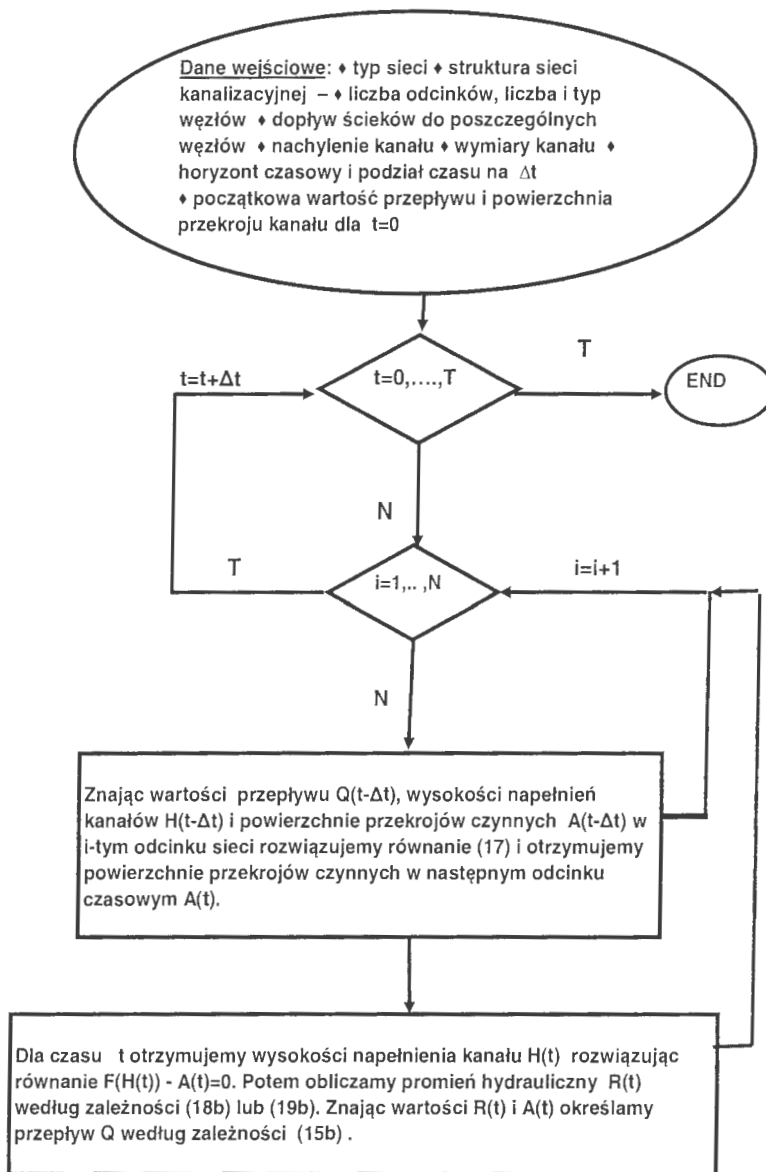 Dane wejściowe: ♦ typ sieci ♦ struktura sieci
kanalizacyjnej – ♦ liczba odcinków, liczba i typ
węzłów ♦ dopływ ścieków do poszczególnych
węzłów ♦ nachylenie kanału ♦ wymiary kanału ♦
horyzont czasowy i podział czasu na Δt
♦ początkowa wartość przepływu i powierzchnia
przekroju kanału dla t=0
T
t=t+Δt
t=0,....,T
END
N
T
i=1,.. ,N
i=i+1
N
Znając wartości przepływu Q(t-Δt), wysokości napełnień
kanałów H(t-Δt) i powierzchnie przekrojów czynnych A(t-Δt) w
i-tym odcinku sieci rozwiązujemy równanie (17) i otrzymujemy
powierzchnie przekrojów czynnych w następnym odcinku
czasowym A(t).
Dla czasu t otrzymujemy wysokości napełnienia kanału H(t) rozwiązując
równanie F(H(t)) - A(t)=0. Potem obliczamy promień hydrauliczny R(t)
według zależności (18b) lub (19b). Znając wartości R(t) i A(t) określamy
przepływ Q według zależności (15b) .